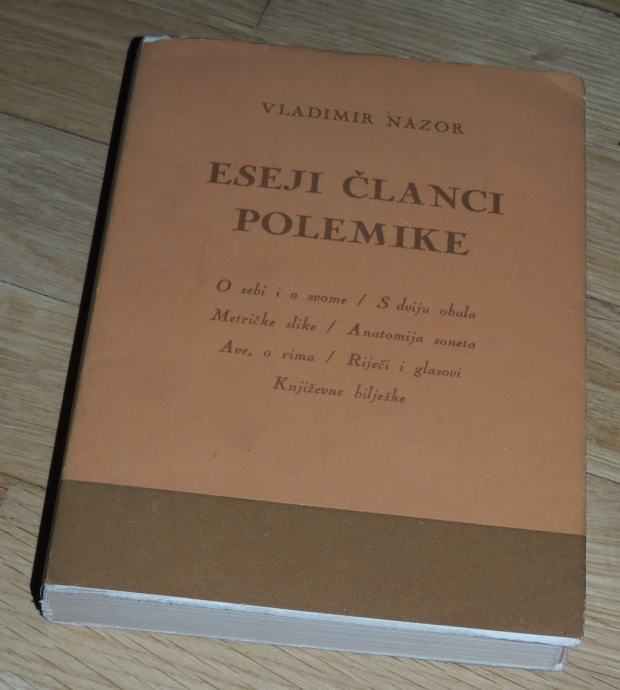 VLADIMIR NAZOR
ESEJI ČLANCI
POLEMIKE
O sebi i o svome / S dviju obala
Metričke slike / Anatomija soneta
Ave, o rima / Riječi i glasovi
Književne bilješke